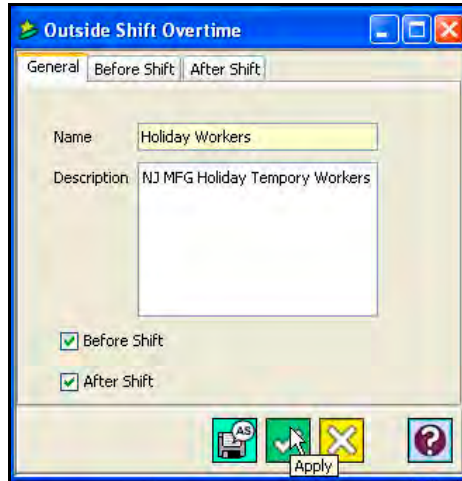 Outside Shift Overtime
General Before Shift After Shift
Name Holiday Workers
Description NJ MFG Holiday Tempory Workers
Before Shift
After Shift
AS
?
Apply